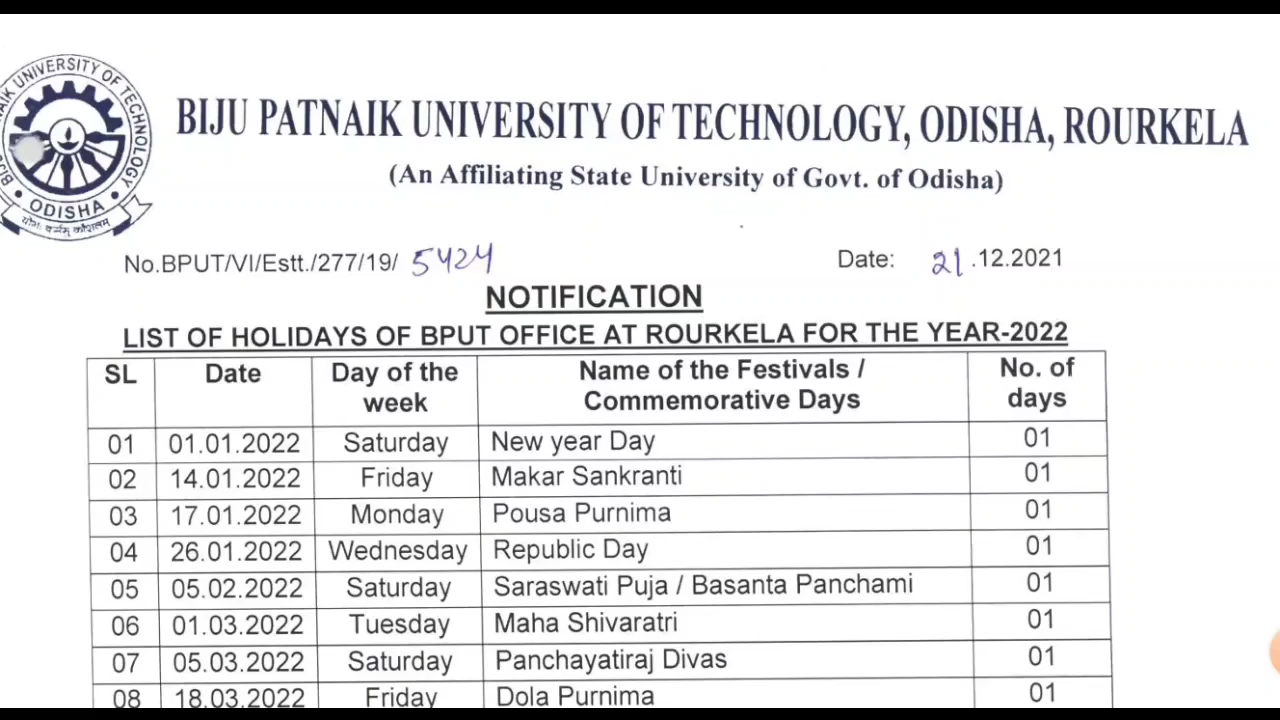 BIJU PATNAIK UNIVERSITY OF TECHNOLOGY
ODISHA
BIJU PATNAIK UNIVERSITY OF TECHNOLOGY, ODISHA, ROURKELA
(An Affiliating State University of Govt. of Odisha)
No.BPUT/VI/Estt./277/19/ 5424 Date: 21.12.2021
NOTIFICATION
LIST OF HOLIDAYS OF BPUT OFFICE AT ROURKELA FOR THE YEAR-2022
SL Date Day of the week Name of the Festivals / Commemorative Days No. of days
01 01.01.2022 Saturday New year Day 01
02 14.01.2022 Friday Makar Sankranti 01
03 17.01.2022 Monday Pousa Purnima 01
04 26.01.2022 Wednesday Republic Day 01
05 05.02.2022 Saturday Saraswati Puja / Basanta Panchami 01
06 01.03.2022 Tuesday Maha Shivaratri 01
07 05.03.2022 Saturday Panchayatiraj Divas 01
08 18.03.2022 Friday Dola Purnima 01